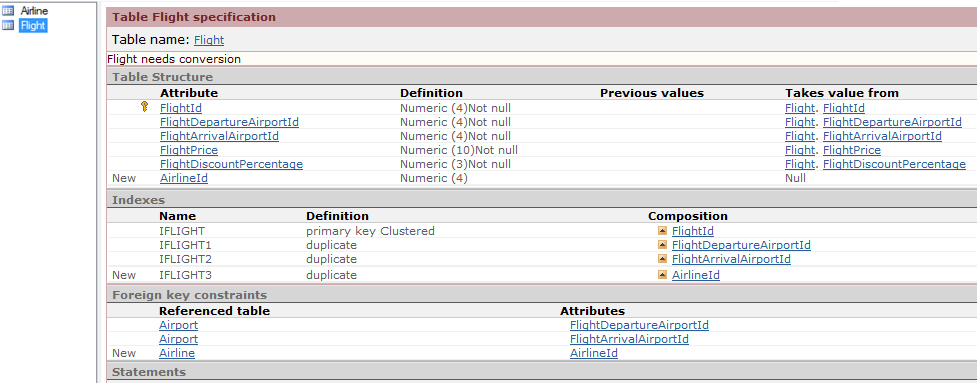 Airline
Flight
Table Flight specification
Table name: Flight
Flight needs conversion
Table Structure
Attribute Definition Previous values Takes value from
FlightId Numeric (4)Not null Flight. FlightId
FlightDepartureAirportId Numeric (4)Not null Flight. FlightDepartureAirportId
FlightArrivalAirportId Numeric (4)Not null Flight. FlightArrivalAirportId
FlightPrice Numeric (10)Not null Flight. FlightPrice
FlightDiscountPercentage Numeric (3)Not null Flight. FlightDiscountPercentage
New AirlineId Numeric (4) Null
Indexes
Name Definition Composition
IFLIGHT primary key Clustered FlightId
IFLIGHT1 duplicate FlightDepartureAirportId
IFLIGHT2 duplicate FlightArrivalAirportId
New IFLIGHT3 duplicate AirlineId
Foreign key constraints
Referenced table Attributes
Airport FlightDepartureAirportId
Airport FlightArrivalAirportId
New Airline AirlineId
Statements